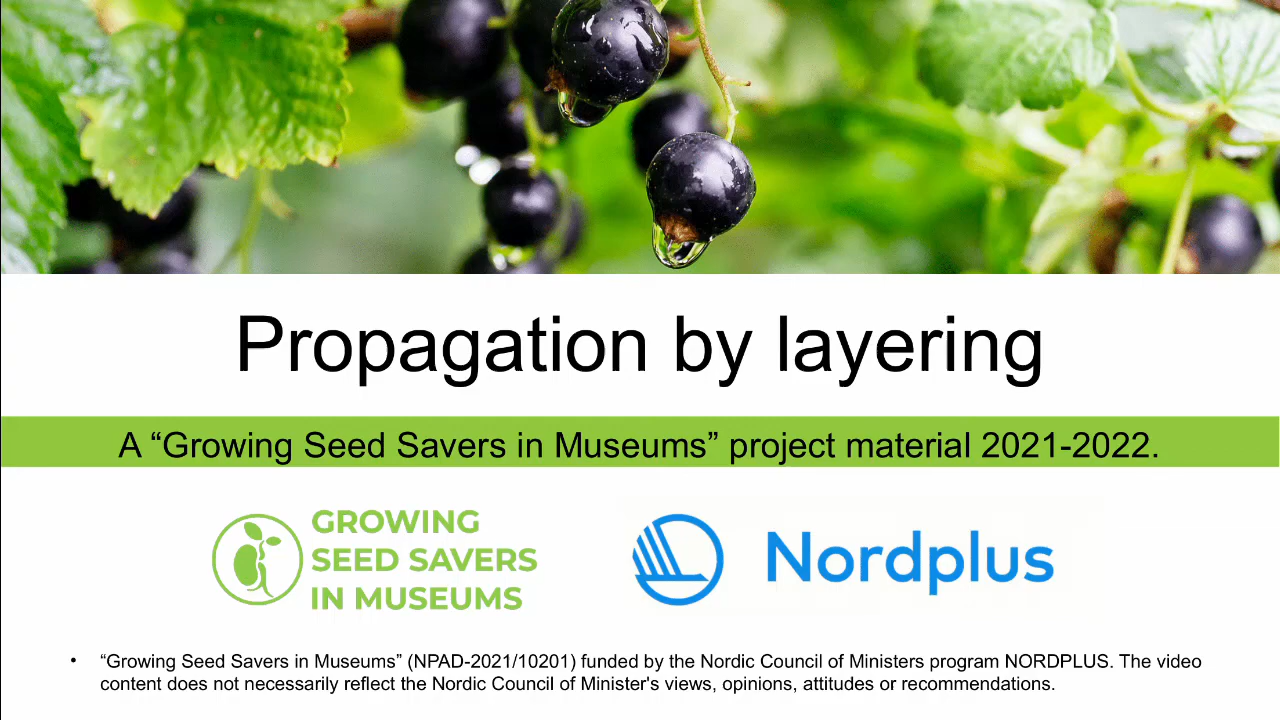 Propagation by layering
A “Growing Seed Savers in Museums” project material 2021-2022.
GROWING
SEED SAVERS
IN MUSEUMS
Nordplus
• “Growing Seed Savers in Museums” (NPAD-2021/10201) funded by the Nordic Council of Ministers program NORDPLUS. The video
content does not necessarily reflect the Nordic Council of Minister's views, opinions, attitudes or recommendations.